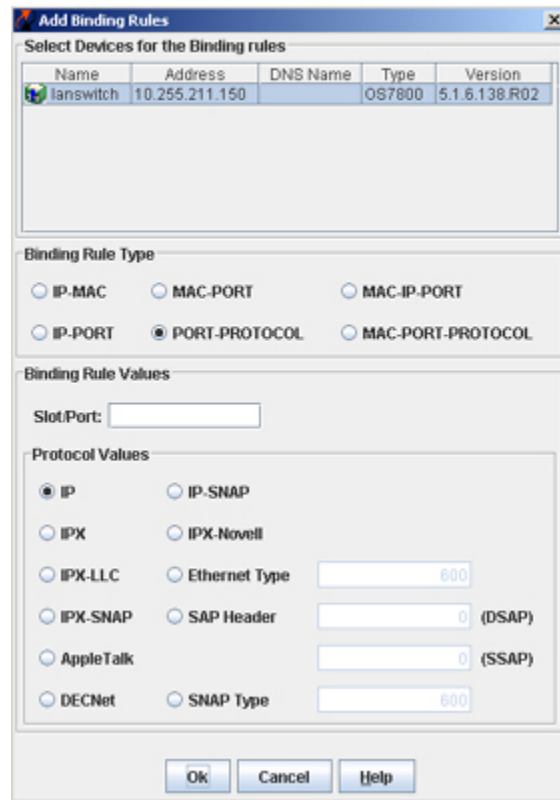 Add Binding Rules
Select Devices for the Binding rules
Name Address DNS Name Type Version
lanswitch 10.255.211.150 OS7800 5.1.6.138.R02
Binding Rule Type
IP-MAC MAC-PORT MAC-IP-PORT
IP-PORT PORT-PROTOCOL MAC-PORT-PROTOCOL
Binding Rule Values
Slot/Port:
Protocol Values
IP IP-SNAP
IPX IPX-Novell
IPX-LLC Ethernet Type 600
IPX-SNAP SAP Header 0 (DSAP)
AppleTalk 0 (SSAP)
DECNet SNAP Type 600
Ok Cancel Help